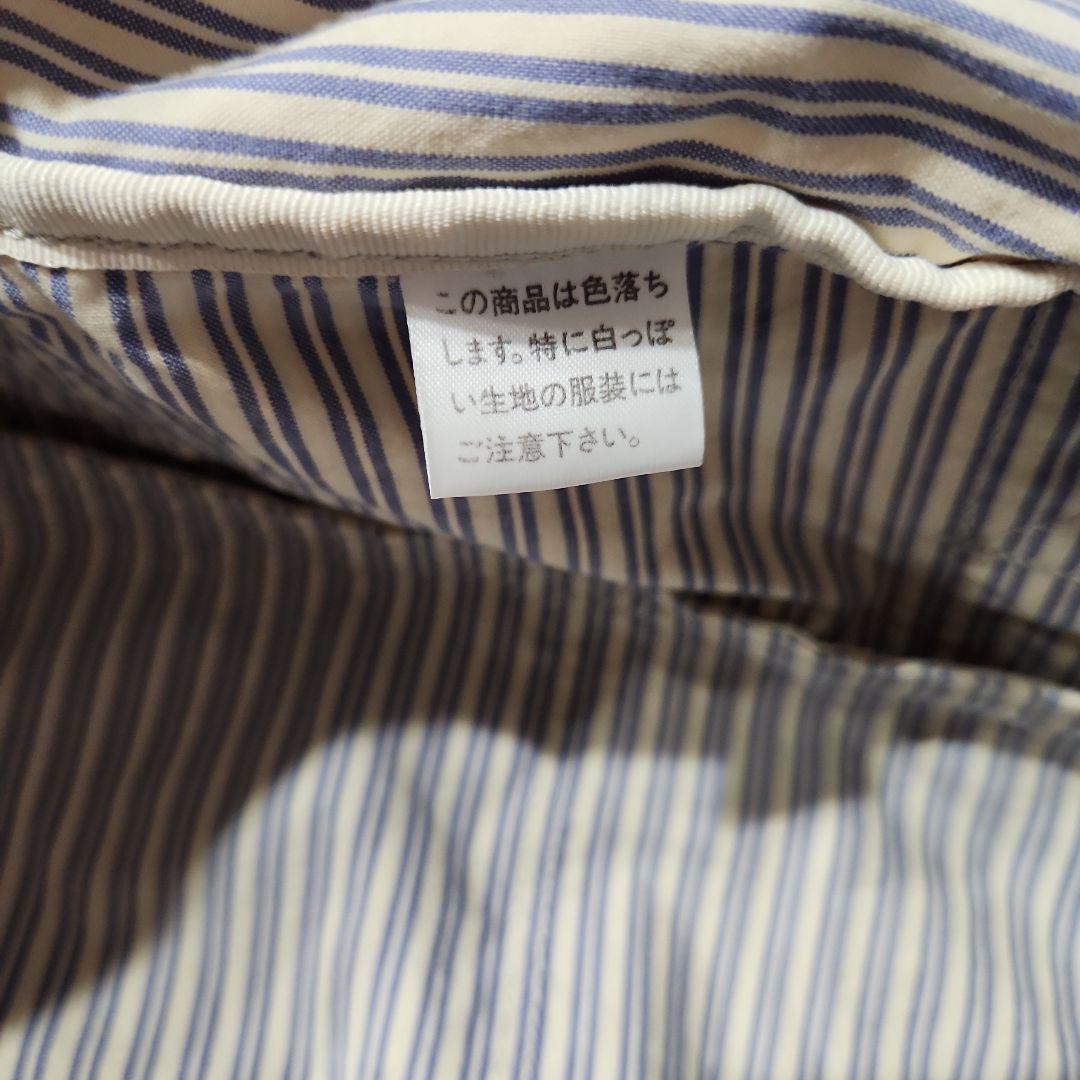 この商品は色落ち
します。特に白っぽ
い生地の服装には
ご注意下さい。